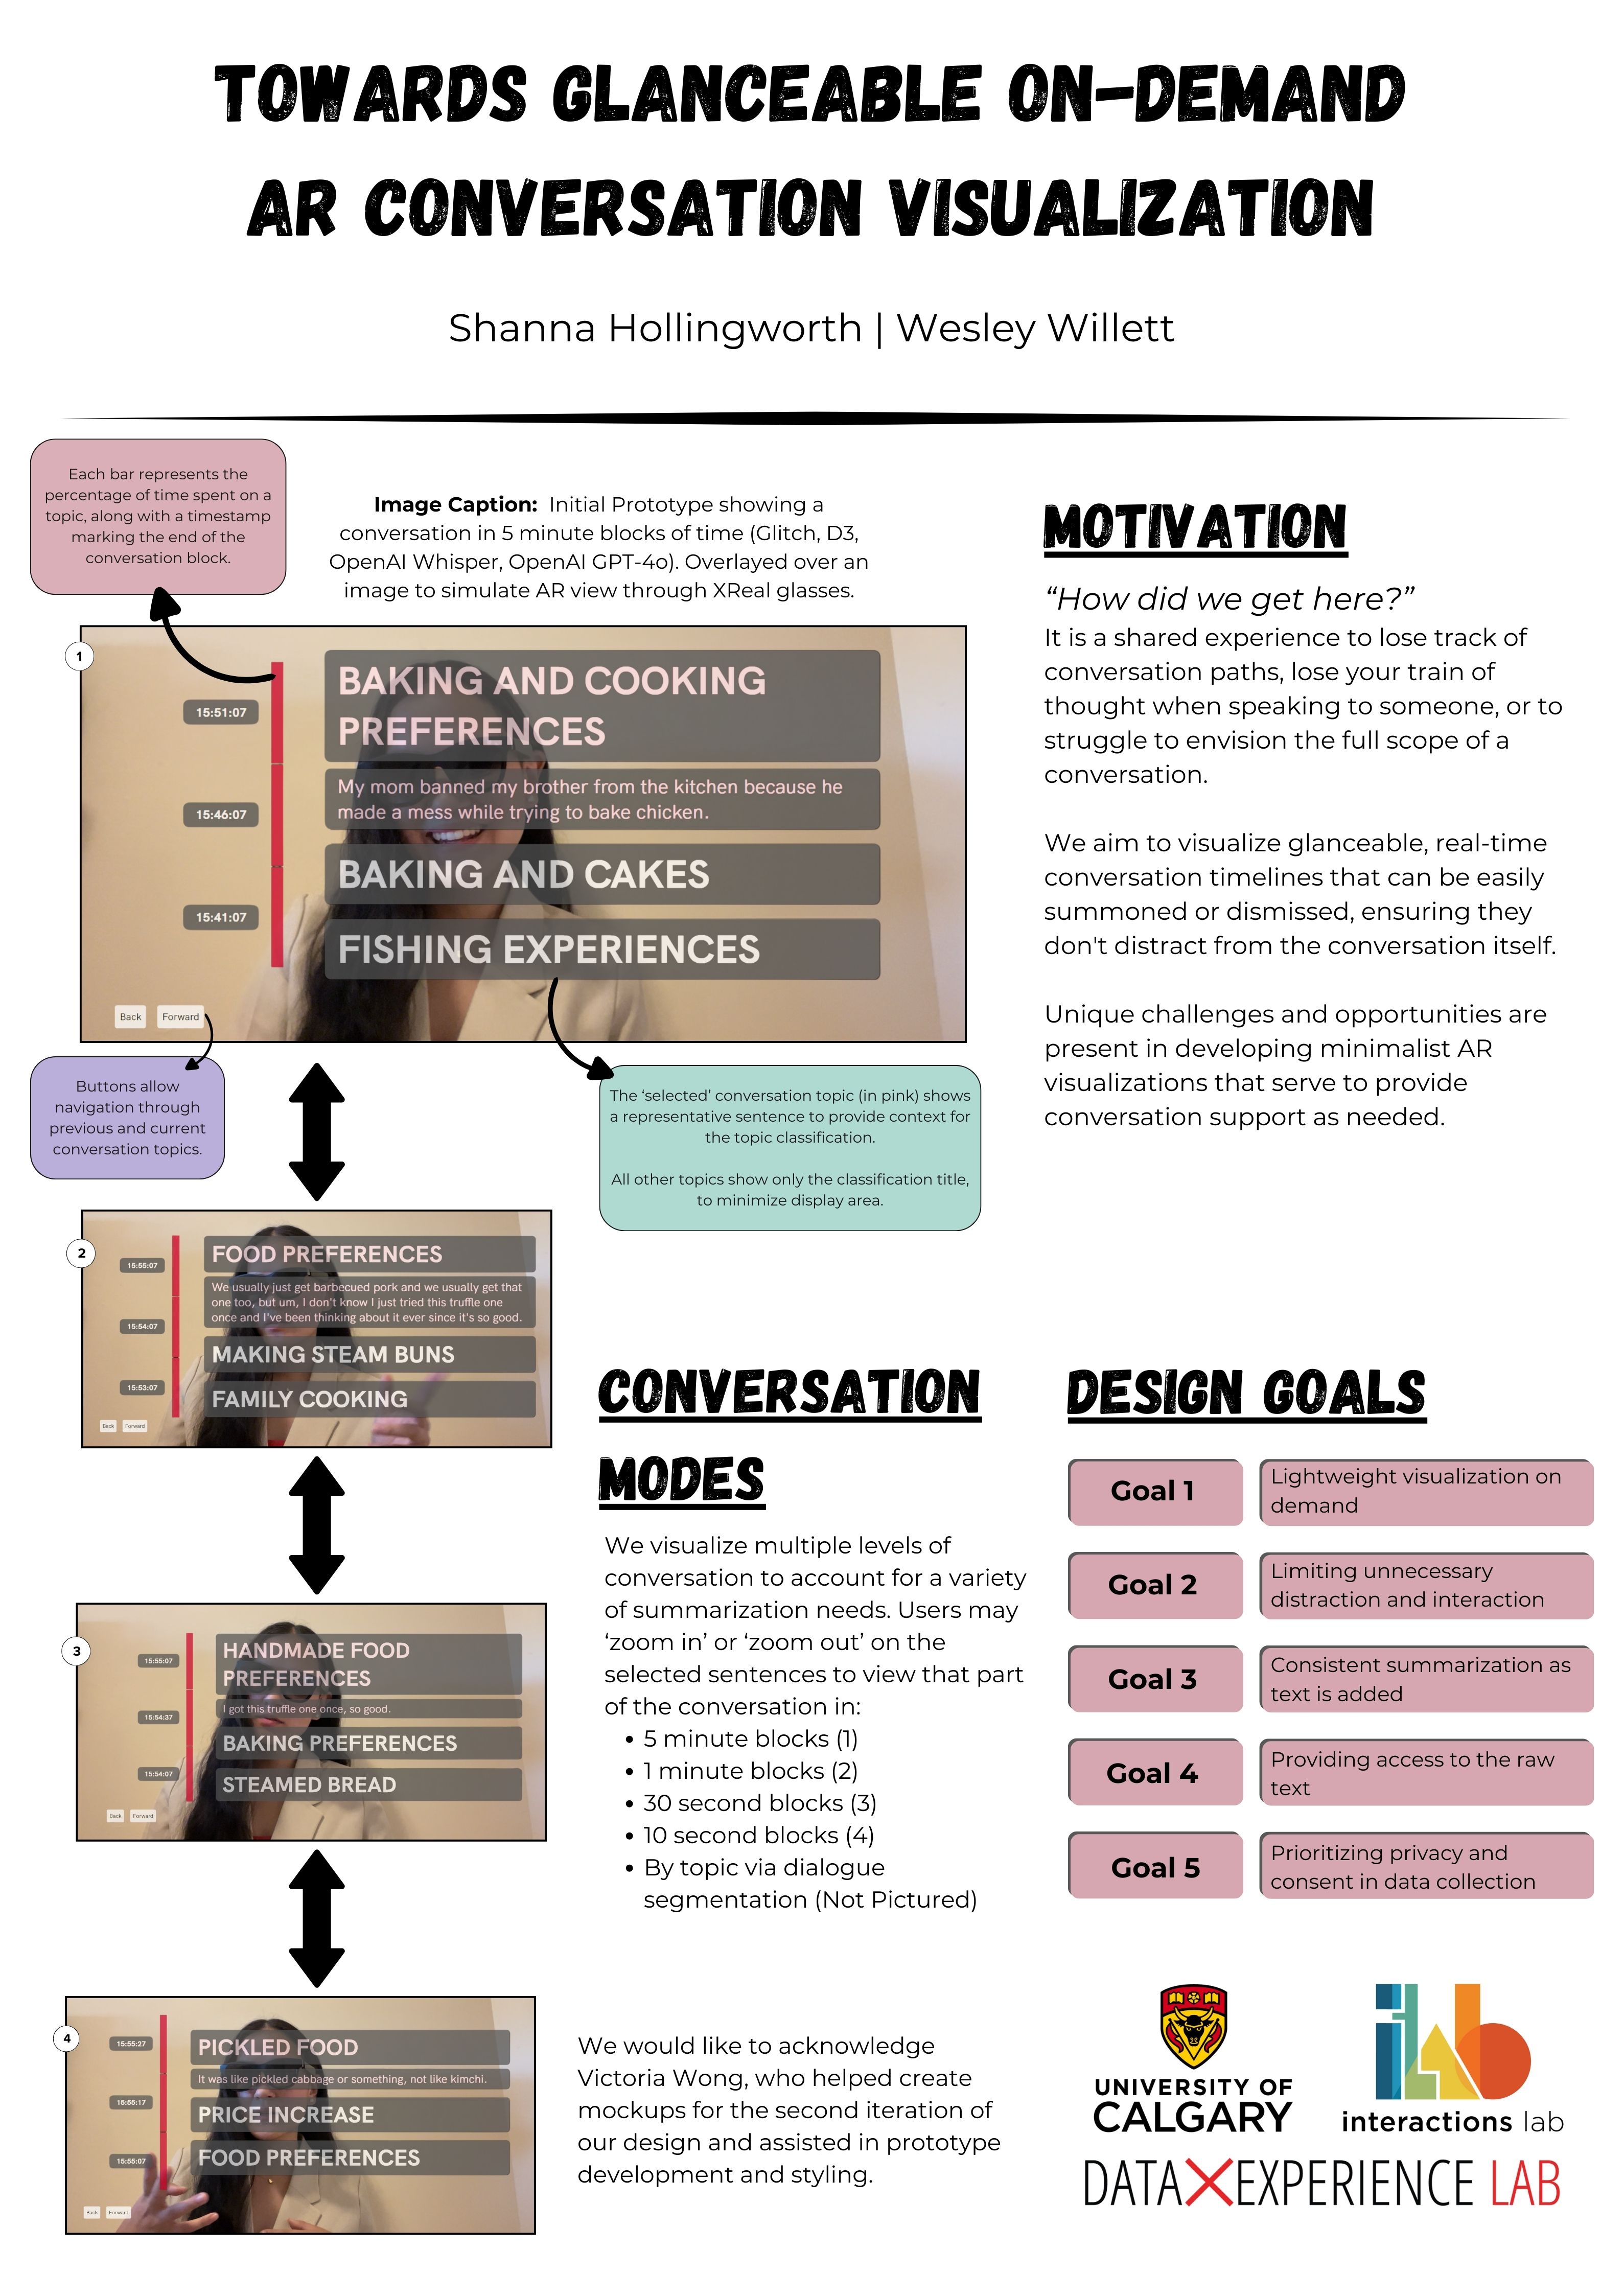 TOWARDS GLANCEABLE ON-DEMAND
AR CONVERSATION VISUALIZATION
Shanna Hollingworth | Wesley Willett
Each bar represents the
percentage of time spent on a
topic, along with a timestamp
marking the end of the
conversation block.
Image Caption: Initial Prototype showing a
conversation in 5 minute blocks of time (Glitch, D3,
OpenAI Whisper, OpenAI GPT-4o). Overlayed over an
image to simulate AR view through XReal glasses.
1
15:51:07
15:46:07
15:41:07
BAKING AND COOKING
PREFERENCES
My mom banned my brother from the kitchen because he
made a mess while trying to bake chicken.
BAKING AND CAKES
FISHING EXPERIENCES
Back
Forward
Buttons allow
navigation through
previous and current
conversation topics.
The ‘selected’ conversation topic (in pink) shows
a representative sentence to provide context for
the topic classification.
All other topics show only the classification title,
to minimize display area.
MOTIVATION
“How did we get here?”
It is a shared experience to lose track of
conversation paths, lose your train of
thought when speaking to someone, or to
struggle to envision the full scope of a
conversation.
We aim to visualize glanceable, real-time
conversation timelines that can be easily
summoned or dismissed, ensuring they
don't distract from the conversation itself.
Unique challenges and opportunities are
present in developing minimalist AR
visualizations that serve to provide
conversation support as needed.
2
15:55:07
15:54:07
15:53:07
FOOD PREFERENCES
We usually just get barbecued pork and we usually get that
one too, but um, I don't know I just tried this truffle one
once and I've been thinking about it ever since it's so good.
MAKING STEAM BUNS
FAMILY COOKING
Back
Forward
3
15:55:07
15:54:37
15:54:07
HANDMADE FOOD
PREFERENCES
I got this truffle one once, so good.
BAKING PREFERENCES
STEAMED BREAD
Back
Forward
4
15:55:27
15:55:17
15:55:07
PICKLED FOOD
It was like pickled cabbage or something, not like kimchi.
PRICE INCREASE
FOOD PREFERENCES
Back
Forward
CONVERSATION
MODES
We visualize multiple levels of
conversation to account for a variety
of summarization needs. Users may
‘zoom in’ or ‘zoom out’ on the
selected sentences to view that part
of the conversation in:
• 5 minute blocks (1)
• 1 minute blocks (2)
• 30 second blocks (3)
• 10 second blocks (4)
• By topic via dialogue
segmentation (Not Pictured)
We would like to acknowledge
Victoria Wong, who helped create
mockups for the second iteration of
our design and assisted in prototype
development and styling.
DESIGN GOALS
Goal 1
Lightweight visualization on
demand
Goal 2
Limiting unnecessary
distraction and interaction
Goal 3
Consistent summarization as
text is added
Goal 4
Providing access to the raw
text
Goal 5
Prioritizing privacy and
consent in data collection
UNIVERSITY OF
CALGARY
ilab
interactions lab
DATAXEXPERIENCE LAB